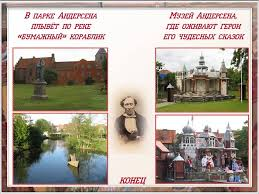 В ПАРКЕ АНДЕРСЕНА
ПЛЫВЁТ ПО РЕКЕ
«БУМАЖНЫЙ» КОРАБЛИК
МУЗЕЙ АНДЕРСЕНА,
ГДЕ ОЖИВАЮТ ГЕРОИ
ЕГО ЧУДЕСНЫХ СКАЗОК
КОНЕЦ